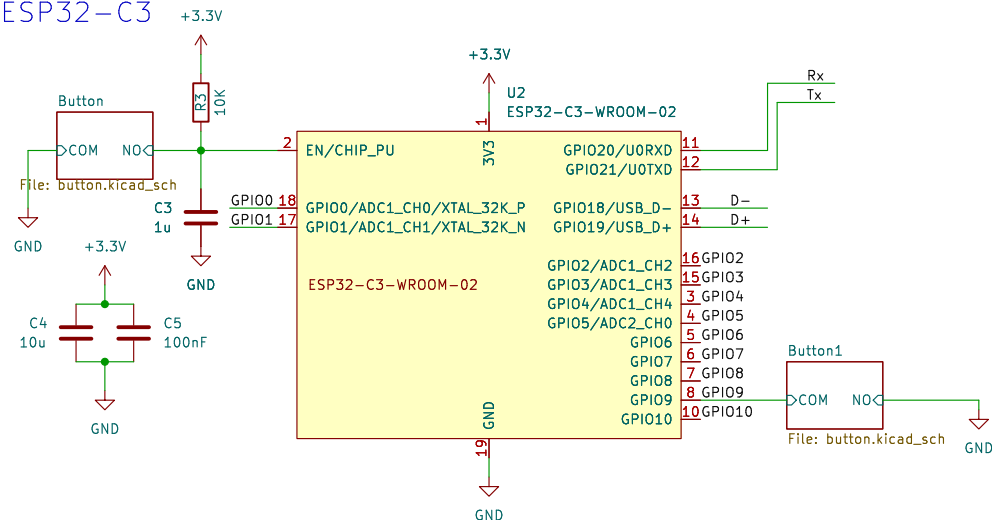 ESP32-C3
+3.3V
R3
10K
Button
COM
NO
File: button.kicad_sch
GND
C3
1u
GND
+3.3V
C4
10u
C5
100nF
GND
+3.3V
U2
ESP32-C3-WROOM-02
1
3V3
2
EN/CHIP_PU
GPIO0
18
GPIO0/ADC1_CH0/XTAL_32K_P
GPIO1
17
GPIO1/ADC1_CH1/XTAL_32K_N
ESP32-C3-WROOM-02
GPIO20/U0RXD
11
Rx
GPIO21/U0TXD
12
Tx
GPIO18/USB_D-
13
D-
GPIO19/USB_D+
14
D+
GPIO2/ADC1_CH2
16
GPIO2
GPIO3/ADC1_CH3
15
GPIO3
GPIO4/ADC1_CH4
3
GPIO4
GPIO5/ADC2_CH0
4
GPIO5
GPIO6
5
GPIO6
GPIO7
6
GPIO7
GPIO8
7
GPIO8
GPIO9
8
GPIO9
GPIO10
10
GPIO10
GND
19
GND
Button1
COM
NO
File: button.kicad_sch
GND